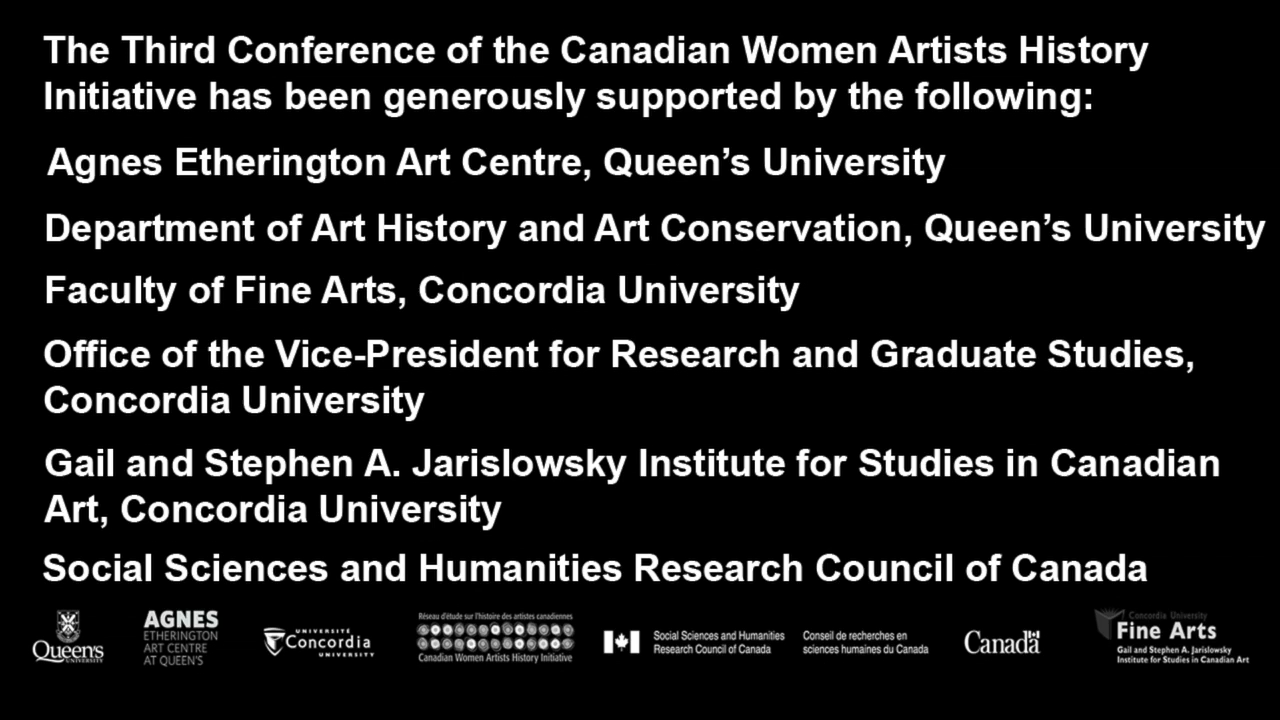 The Third Conference of the Canadian Women Artists History
Initiative has been generously supported by the following:
Agnes Etherington Art Centre, Queen’s University
Department of Art History and Art Conservation, Queen’s University
Faculty of Fine Arts, Concordia University
Office of the Vice-President for Research and Graduate Studies,
Concordia University
Gail and Stephen A. Jarislowsky Institute for Studies in Canadian
Art, Concordia University
Social Sciences and Humanities Research Council of Canada
Queen's
UNIVERSITY
AGNES
ETHERINGTON
ART CENTRE
AT QUEEN'S
UNIVERSITÉ
Concordia
UNIVERSITY
Réseau d'étude sur l'histoire des artistes canadiennes
Canadian Women Artists History Initiative
Social Sciences and Humanities
Research Council of Canada
Conseil de recherches en
sciences humaines du Canada
Canada
Concordia University
Fine Arts
Gail and Stephen A. Jarislowsky
Institute for Studies in Canadian Art